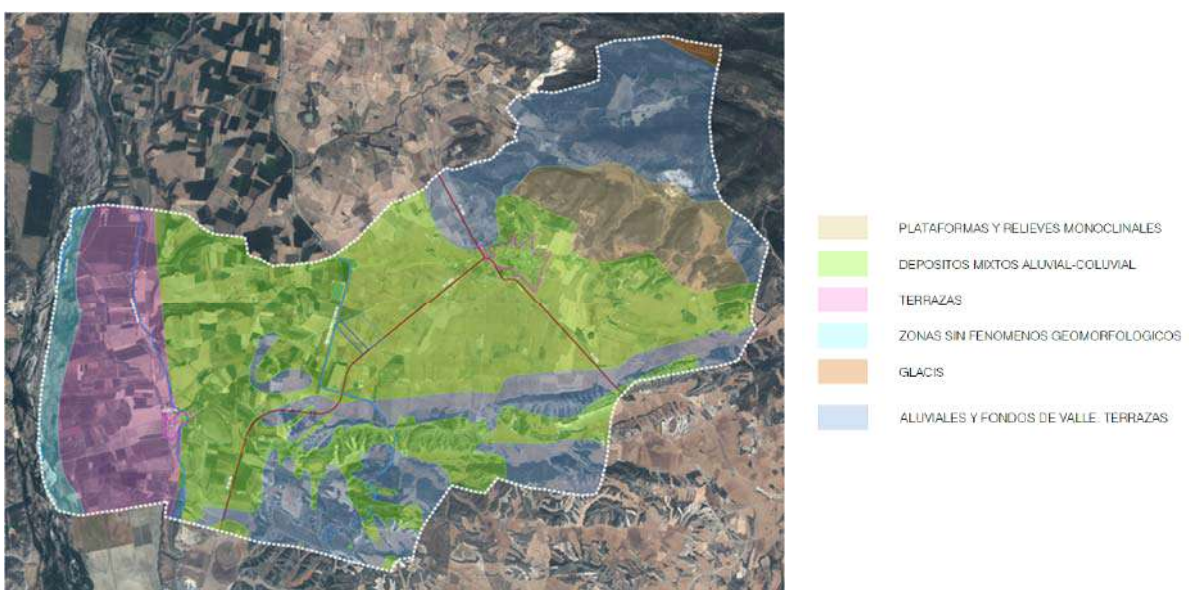 PLATAFORMAS Y RELIEVES MONOCLINALES
DEPOSITOS MIXTOS ALUVIAL-COLUVIAL
TERRAZAS
ZONAS SIN FENOMENOS GEOMORFOLOGICOS
GLACIS
ALUVIALES Y FONDOS DE VALLE. TERRAZAS